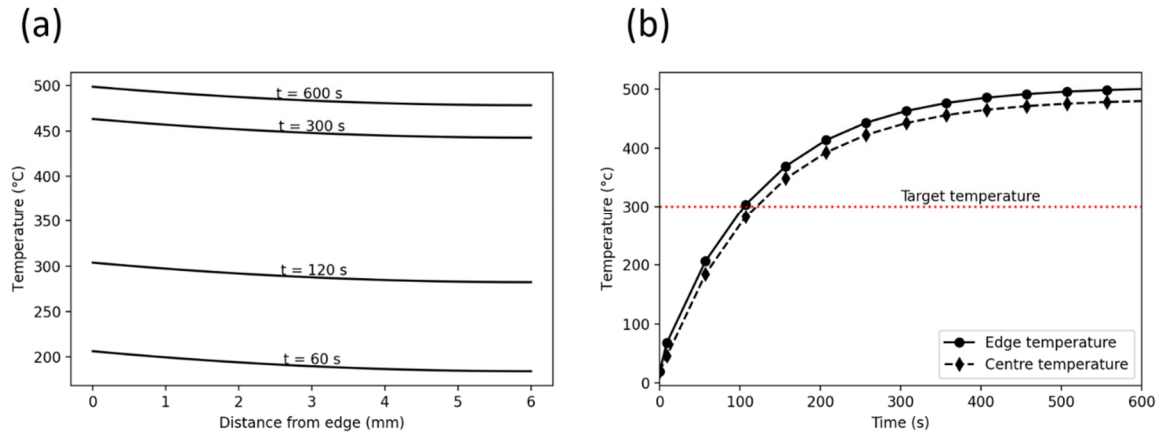 (a)
500
450
400
350
300
250
200
0
1
2
3
4
5
6
Temperature (°C)
Distance from edge (mm)
t = 600 s
t = 300 s
t = 120 s
t = 60 s
(b)
500
400
300
200
100
0
0
100
200
300
400
500
600
Temperature (°c)
Time (s)
Target temperature
Edge temperature
Centre temperature